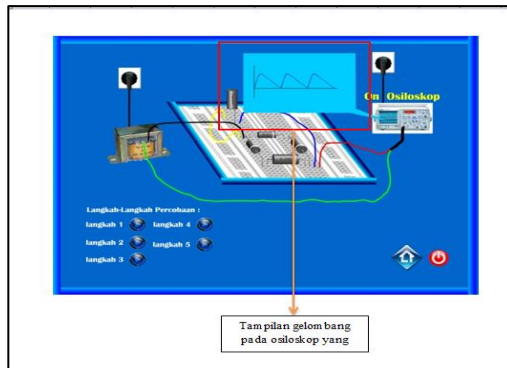 On Osiloskop
Langkah-Langkah Percobaan :
langkah 1
langkah 4
langkah 2
langkah 5
langkah 3
Tampilan gelombang
pada osiloskop yang